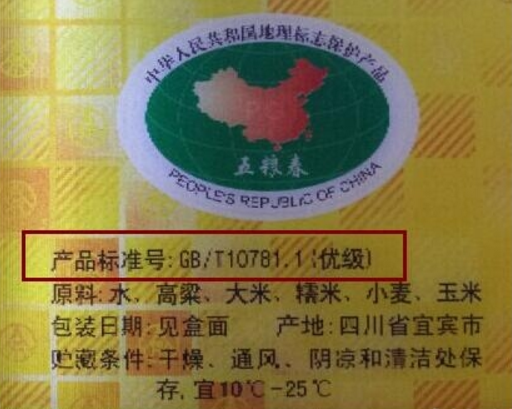 中华人民共和国地理标志保护产品
五粮春
PEOPLE'S REPUBLIC OF CHINA
产品标准号:GB/T10781.1(优级)
原料:水、高粱、大米、糯米、小麦、玉米
包装日期:见盒面 产地:四川省宜宾市
贮藏条件:干燥、通风、阴凉和清洁处保
存,宜10℃-25℃